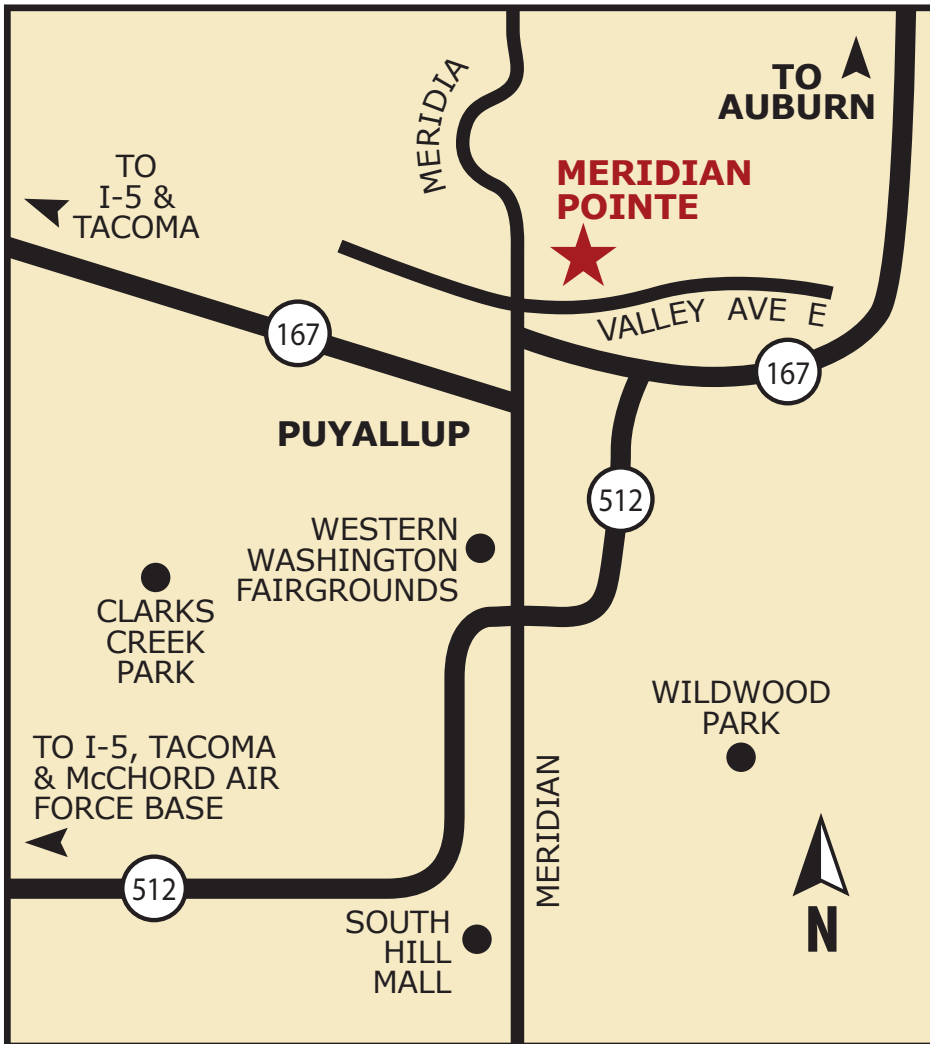 MERIDIA
TO
AUBURN
TO
I-5 &
TACOMA
MERIDIAN
POINTE
VALLEY AVE E
167
167
PUYALLUP
512
WESTERN
WASHINGTON
FAIRGROUNDS
CLARKS
CREEK
PARK
WILDWOOD
PARK
TO I-5, TACOMA
& McCHORD AIR
FORCE BASE
MERIDIAN
512
SOUTH
HILL
MALL
N